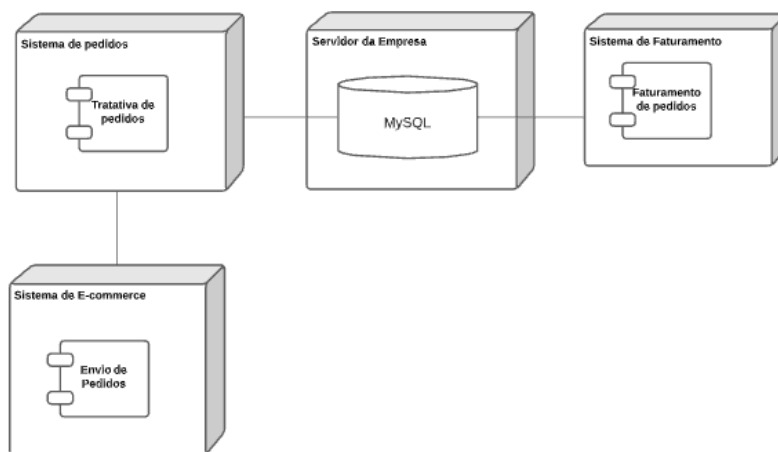 Sistema de pedidos
Tratativa de
pedidos
Servidor da Empresa
MySQL
Sistema de Faturamento
Faturamento
de pedidos
Sistema de E-commerce
Envio de
Pedidos